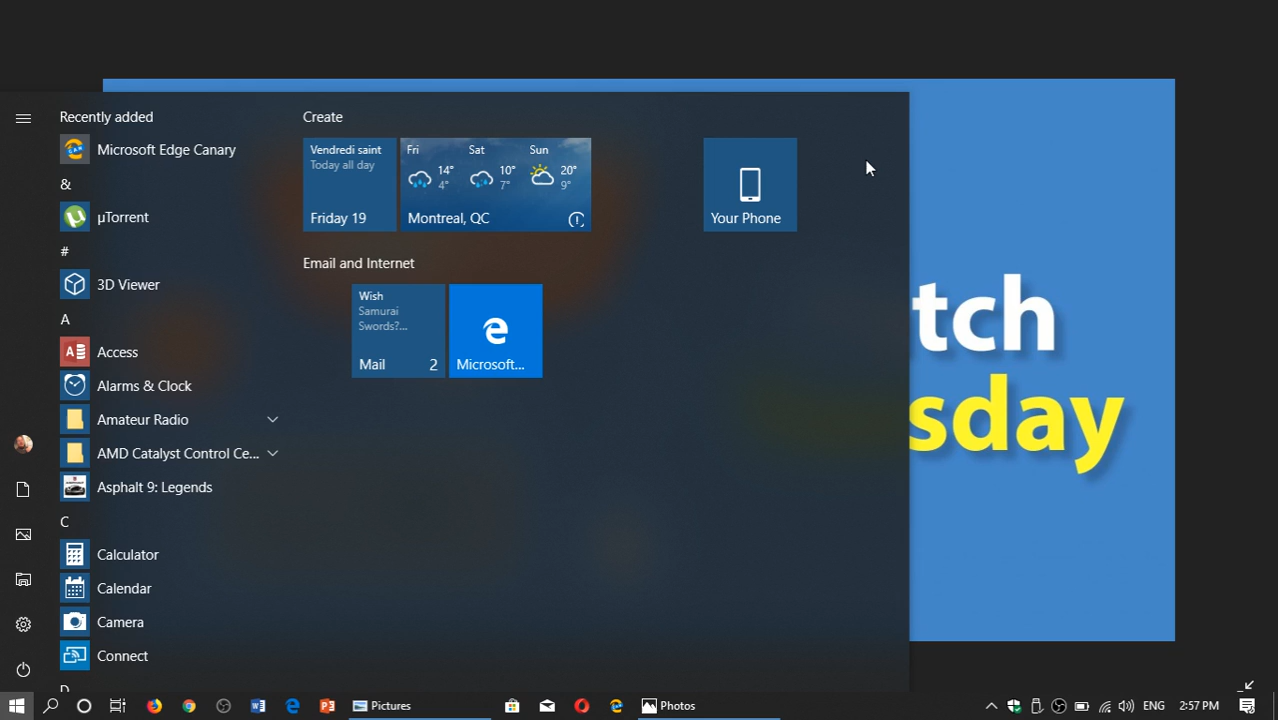 Recently added
Microsoft Edge Canary
&
µTorrent
#
3D Viewer
A
Access
Alarms & Clock
Amateur Radio
AMD Catalyst Control Ce...
Asphalt 9: Legends
C
Calculator
Calendar
Camera
Connect
D
Create
Vendredi saint
Today all day
Friday 19
Fri Sat Sun
14° 10° 20°
4° 7° 9°
Montreal, QC
Your Phone
Email and Internet
Wish
Samurai
Swords?...
Mail 2
Microsoft...
tch
sday
Pictures
Photos
ENG
2:57 PM